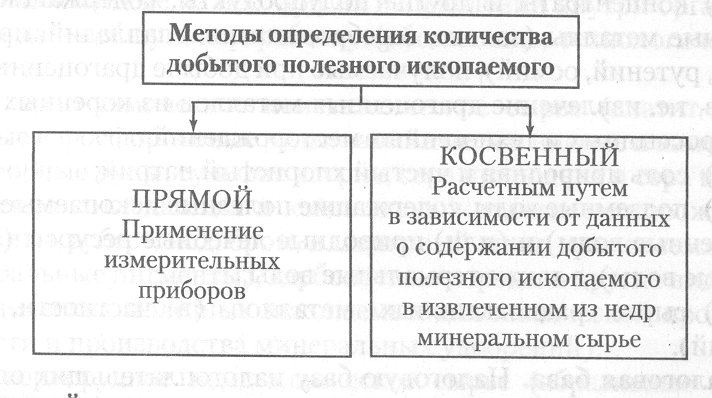 Методы определения количества
добытого полезного ископаемого
ПРЯМОЙ
Применение
измерительных
приборов
КОСВЕННЫЙ
Расчетным путем
в зависимости от данных
о содержании добытого
полезного ископаемого
в извлеченном из недр
минеральном сырье